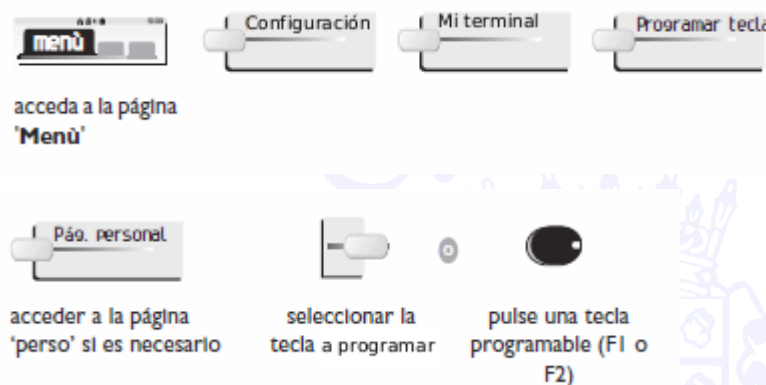 menù
Configuración
Mi terminal
Programar tecla
acceda a la página
'Menù'
Pág. personal
o
acceder a la página
'perso' si es necesario
seleccionar la
tecla a programar
pulse una tecla
programable (F1 o
F2)